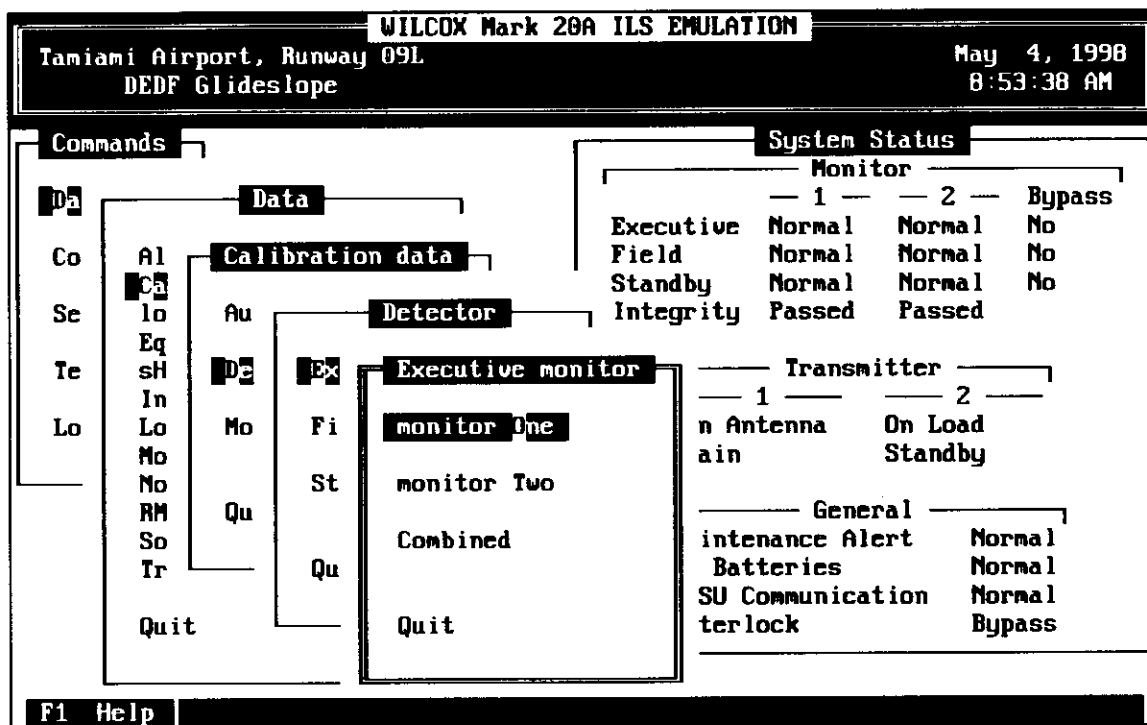 WILCOX Mark 20A ILS EMULATION
Tamiami Airport, Runway 09L
May 4, 1998
DEDF Glideslope
8:53:38 AM
Commands
Da
Co
Se
Te
Lo
Data
Al
Ca
lo
Eq
sH
In
Lo
Mo
No
RM
So
Tr
Quit
Calibration data
Au
De
Mo
Qu
Detector
Ex
Fi
St
Qu
Executive monitor
monitor One
monitor Two
Combined
Quit
System Status
Monitor
1 2 Bypass
Executive Normal Normal No
Field Normal Normal No
Standby Normal Normal No
Integrity Passed Passed
Transmitter
1 2
n Antenna On Load
ain Standby
General
intenance Alert Normal
Batteries Normal
SU Communication Normal
terlock Bypass
F1 Help